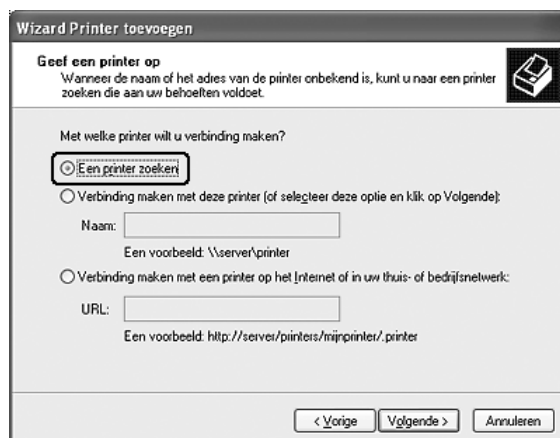 Wizard Printer toevoegen
Geef een printer op
Wanneer de naam of het adres van de printer onbekend is, kunt u naar een printer
zoeken die aan uw behoeften voldoet.
Met welke printer wilt u verbinding maken?
Een printer zoeken
Verbinding maken met deze printer (of selecteer deze optie en klik op Volgende):
Naam:
Een voorbeeld: \\server\printer
Verbinding maken met een printer op het Internet of in uw thuis- of bedrijfsnetwerk:
URL:
Een voorbeeld: http://server/printers/mijnprinter/.printer
< Vorige
Volgende >
Annuleren